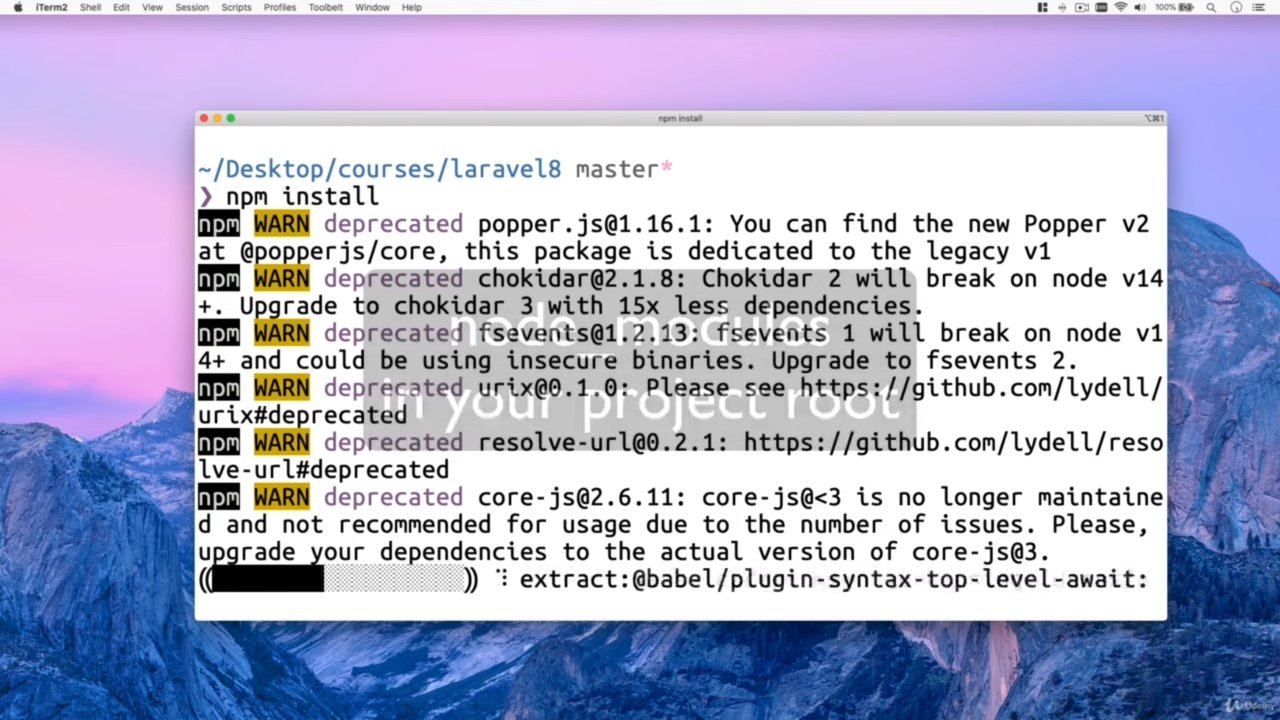 iTerm2 Shell Edit View Session Scripts Profiles Toolbelt Window Help 100%
npm install ⌥⌘1
~/Desktop/courses/laravel8 master*
❯ npm install
npm WARN deprecated popper.js@1.16.1: You can find the new Popper v2
at @popperjs/core, this package is dedicated to the legacy v1
npm WARN deprecated chokidar@2.1.8: Chokidar 2 will break on node v14
+. Upgrade to chokidar 3 with 15x less dependencies.
npm WARN deprecated fsevents@1.2.13: fsevents 1 will break on node v1
4+ and could be using insecure binaries. Upgrade to fsevents 2.
npm WARN deprecated urix@0.1.0: Please see https://github.com/lydell/
urix#deprecated
npm WARN deprecated resolve-url@0.2.1: https://github.com/lydell/reso
lve-url#deprecated
npm WARN deprecated core-js@2.6.11: core-js@<3 is no longer maintaine
d and not recommended for usage due to the number of issues. Please,
upgrade your dependencies to the actual version of core-js@3.
(( )) ⠹ extract:@babel/plugin-syntax-top-level-await:
node_modules
in your project root
Udemy